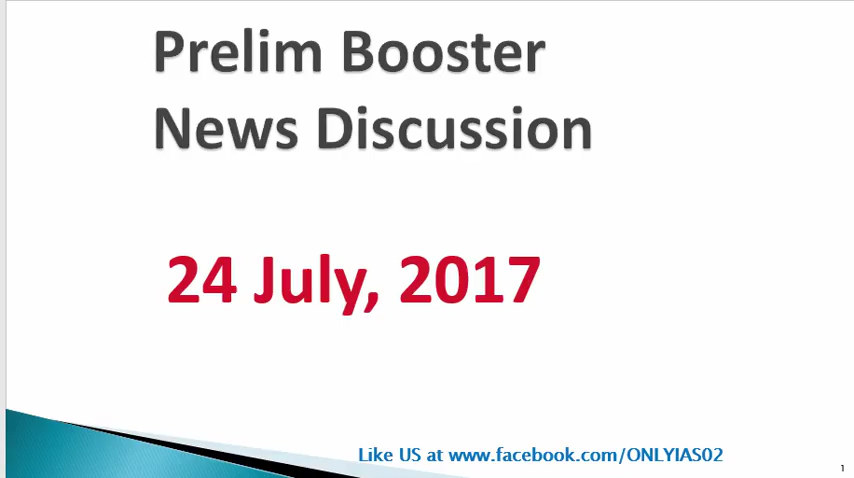 Prelim Booster
News Discussion
24 July, 2017
Like US at www.facebook.com/ONLYIAS02
1